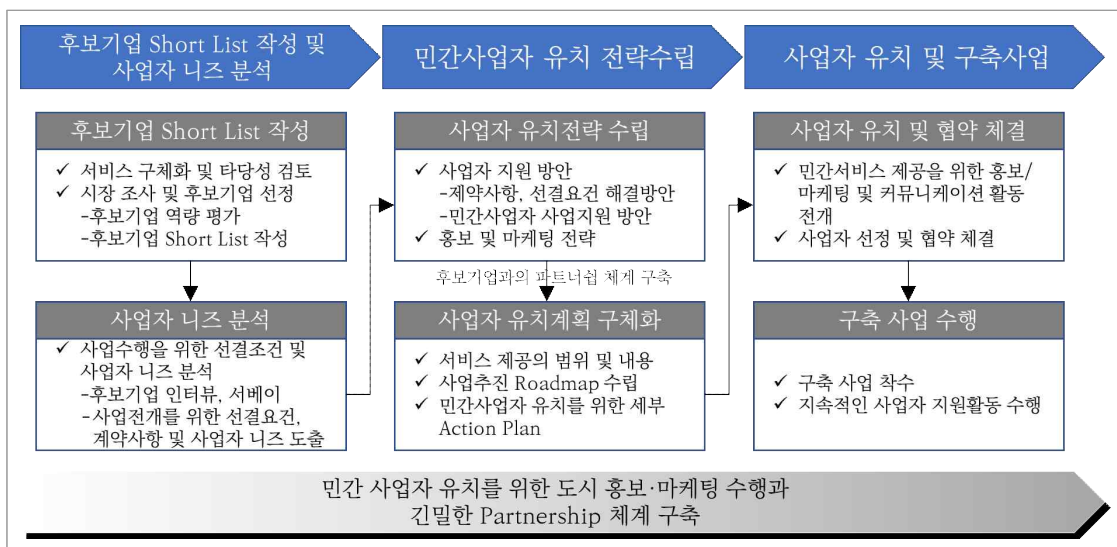 후보기업 Short List 작성 및
사업자 니즈 분석
민간사업자 유치 전략수립
사업자 유치 및 구축사업
후보기업 Short List 작성
✓ 서비스 구체화 및 타당성 검토
✓ 시장 조사 및 후보기업 선정
-후보기업 역량 평가
-후보기업 Short List 작성
사업자 니즈 분석
✓ 사업수행을 위한 선결조건 및
사업자 니즈 분석
-후보기업 인터뷰, 서베이
-사업전개를 위한 선결요건,
계약사항 및 사업자 니즈 도출
사업자 유치전략 수립
✓ 사업자 지원 방안
-제약사항, 선결요건 해결방안
-민간사업자 사업지원 방안
✓ 홍보 및 마케팅 전략
후보기업과의 파트너쉽 체계 구축
사업자 유치계획 구체화
✓ 서비스 제공의 범위 및 내용
✓ 사업추진 Roadmap 수립
✓ 민간사업자 유치를 위한 세부
Action Plan
사업자 유치 및 협약 체결
✓ 민간서비스 제공을 위한 홍보/
마케팅 및 커뮤니케이션 활동
전개
✓ 사업자 선정 및 협약 체결
구축 사업 수행
✓ 구축 사업 착수
✓ 지속적인 사업자 지원활동 수행
민간 사업자 유치를 위한 도시 홍보·마케팅 수행과
긴밀한 Partnership 체계 구축